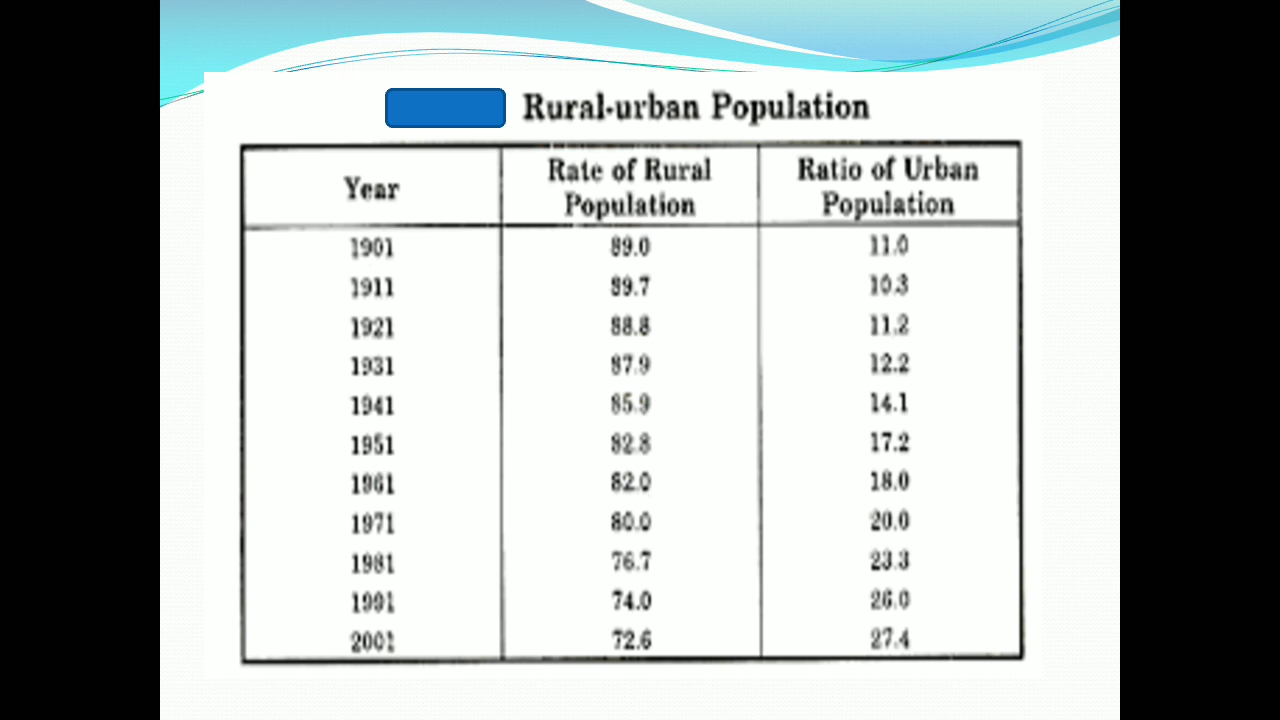 Rural-urban Population
Year Rate of Rural Population Ratio of Urban Population
1901 89.0 11.0
1911 89.7 10.3
1921 88.8 11.2
1931 87.9 12.2
1941 85.9 14.1
1951 82.8 17.2
1961 82.0 18.0
1971 80.0 20.0
1981 76.7 23.3
1991 74.0 26.0
2001 72.6 27.4